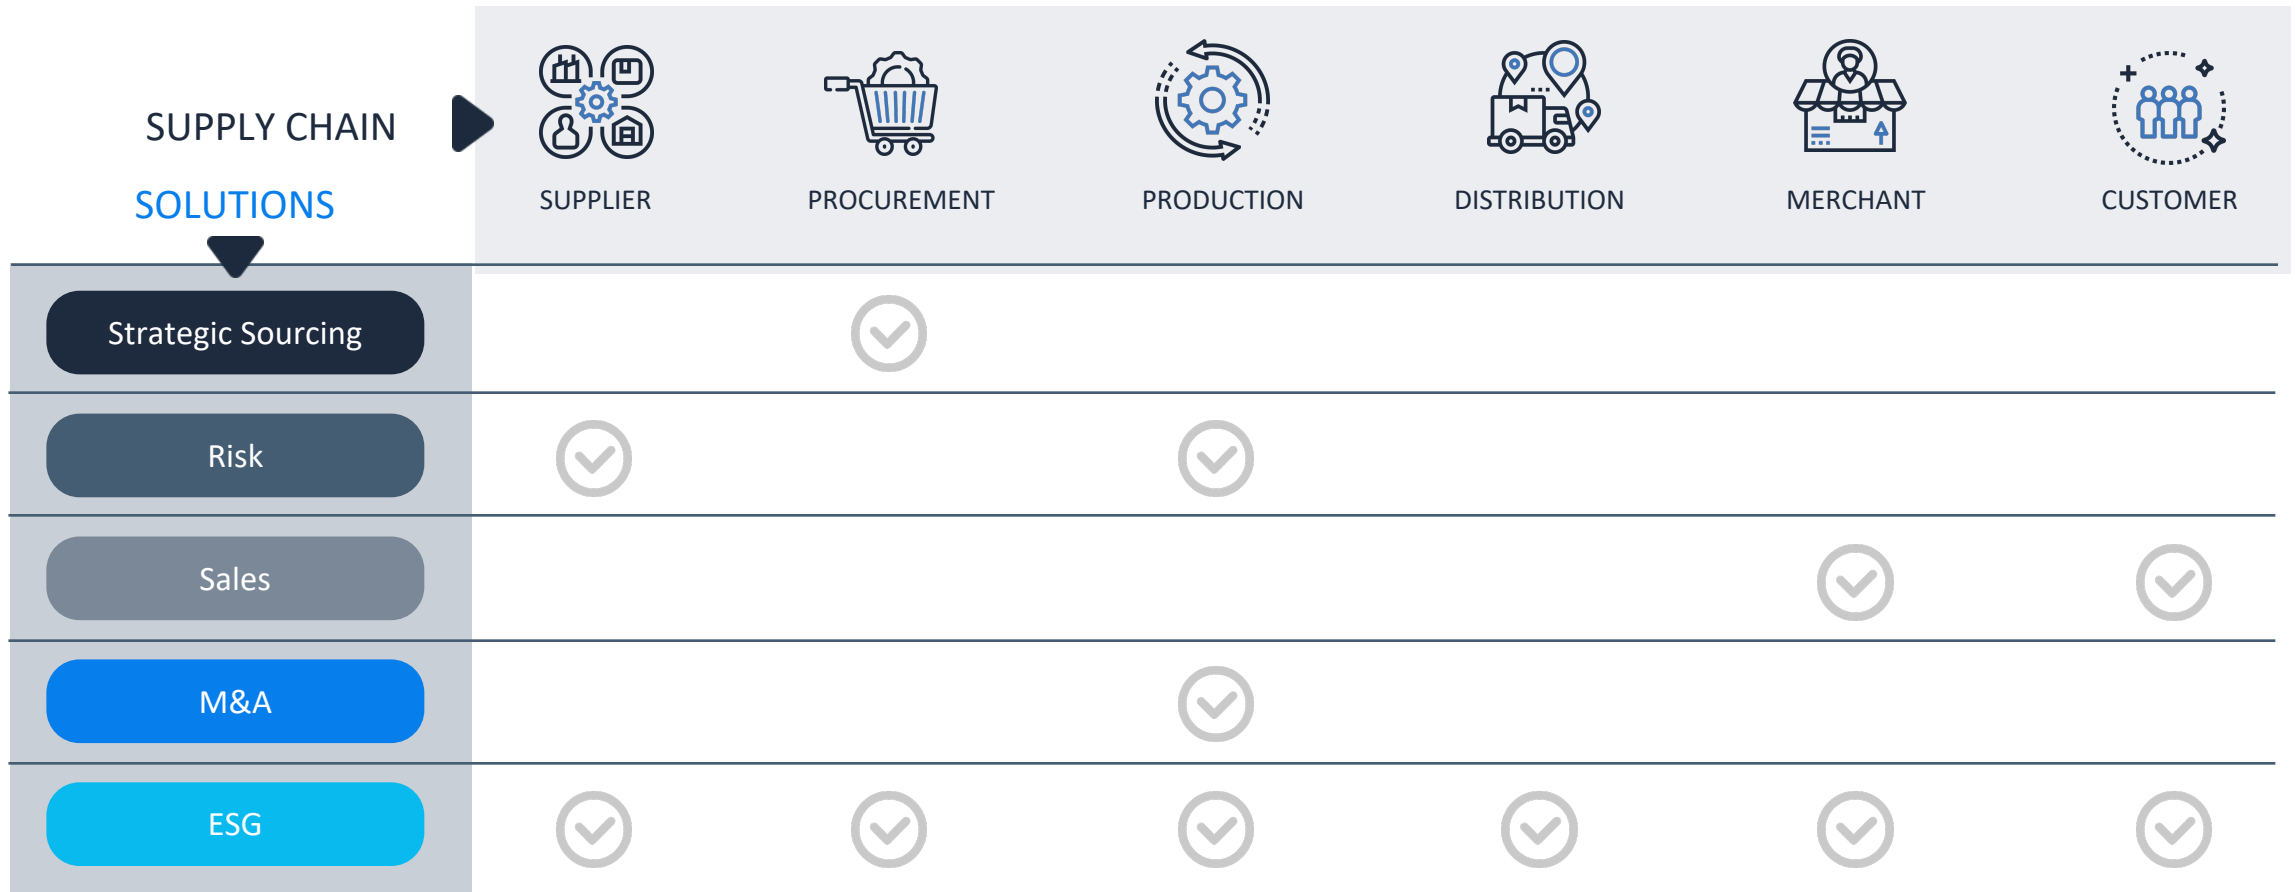 SUPPLY CHAIN
SOLUTIONS
SUPPLIER
PROCUREMENT
PRODUCTION
DISTRIBUTION
MERCHANT
CUSTOMER
Strategic Sourcing
Risk
Sales
M&A
ESG